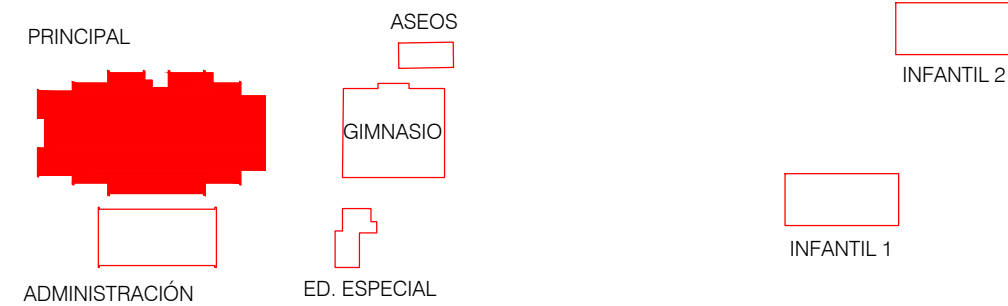 ASEOS
PRINCIPAL
INFANTIL 2
GIMNASIO
INFANTIL 1
ADMINISTRACIÓN
ED. ESPECIAL